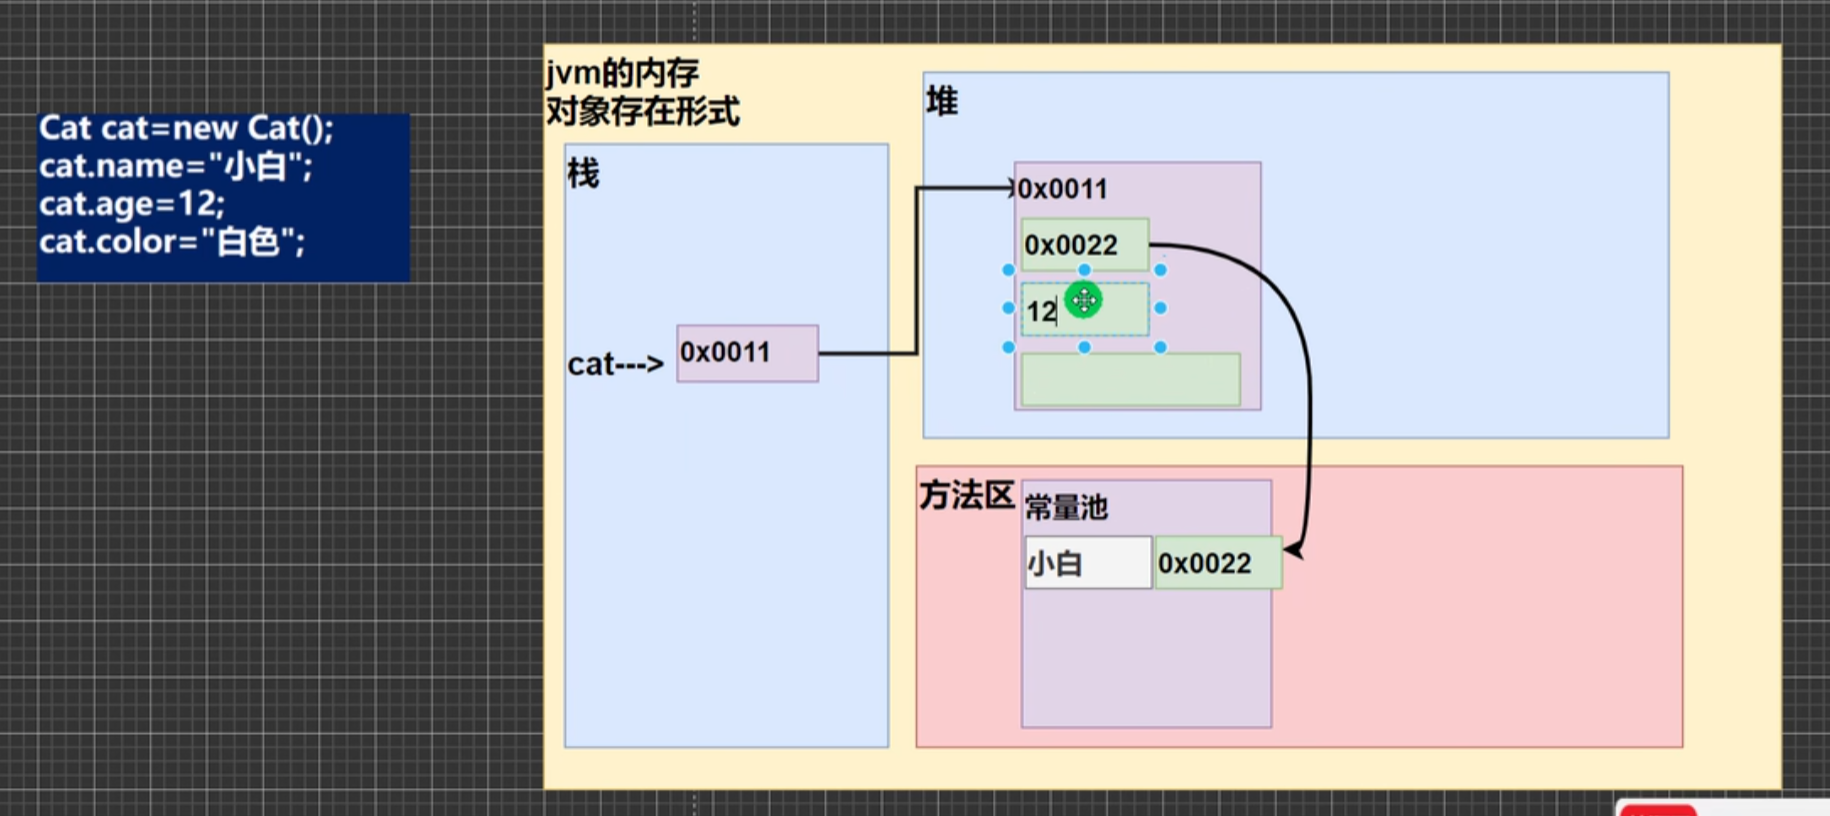 Cat cat=new Cat();
cat.name="小白";
cat.age=12;
cat.color="白色";
jvm的内存
对象存在形式
栈
cat--->
0x0011
堆
0x0011
0x0022
12
方法区
常量池
小白
0x0022